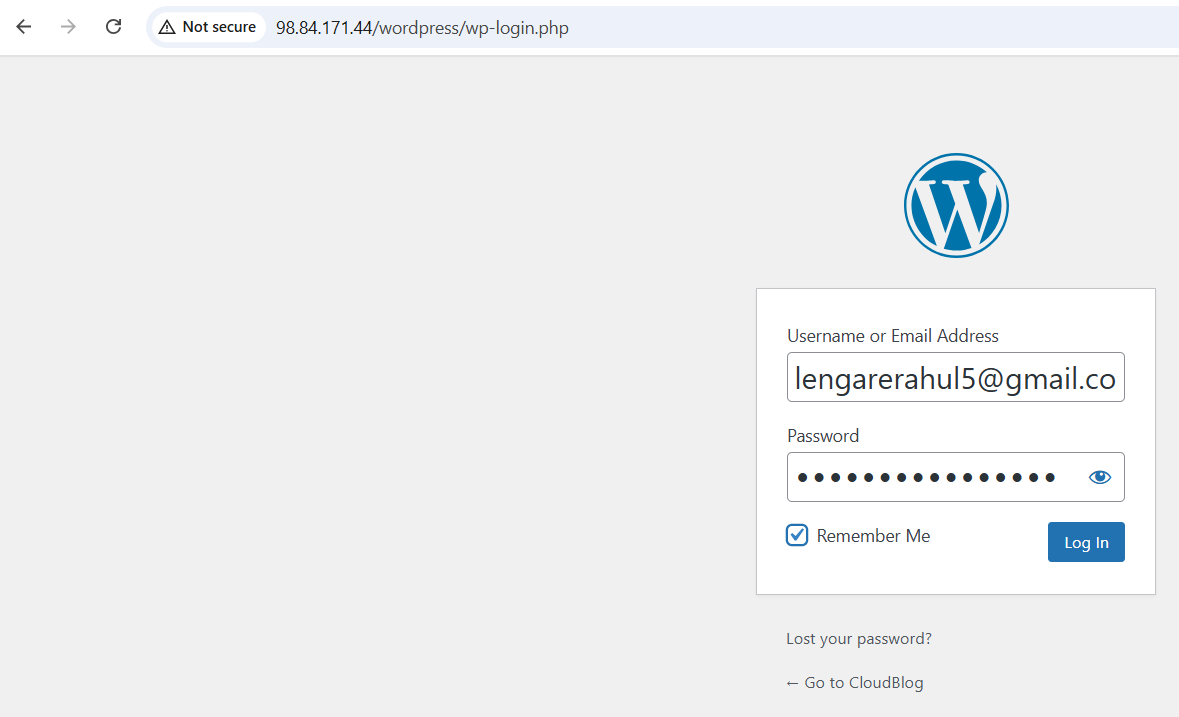 Not secure 98.84.171.44/wordpress/wp-login.php
Username or Email Address
lengarerahul5@gmail.co
Password
••••••••••••••••
Remember Me Log In
Lost your password?
← Go to CloudBlog